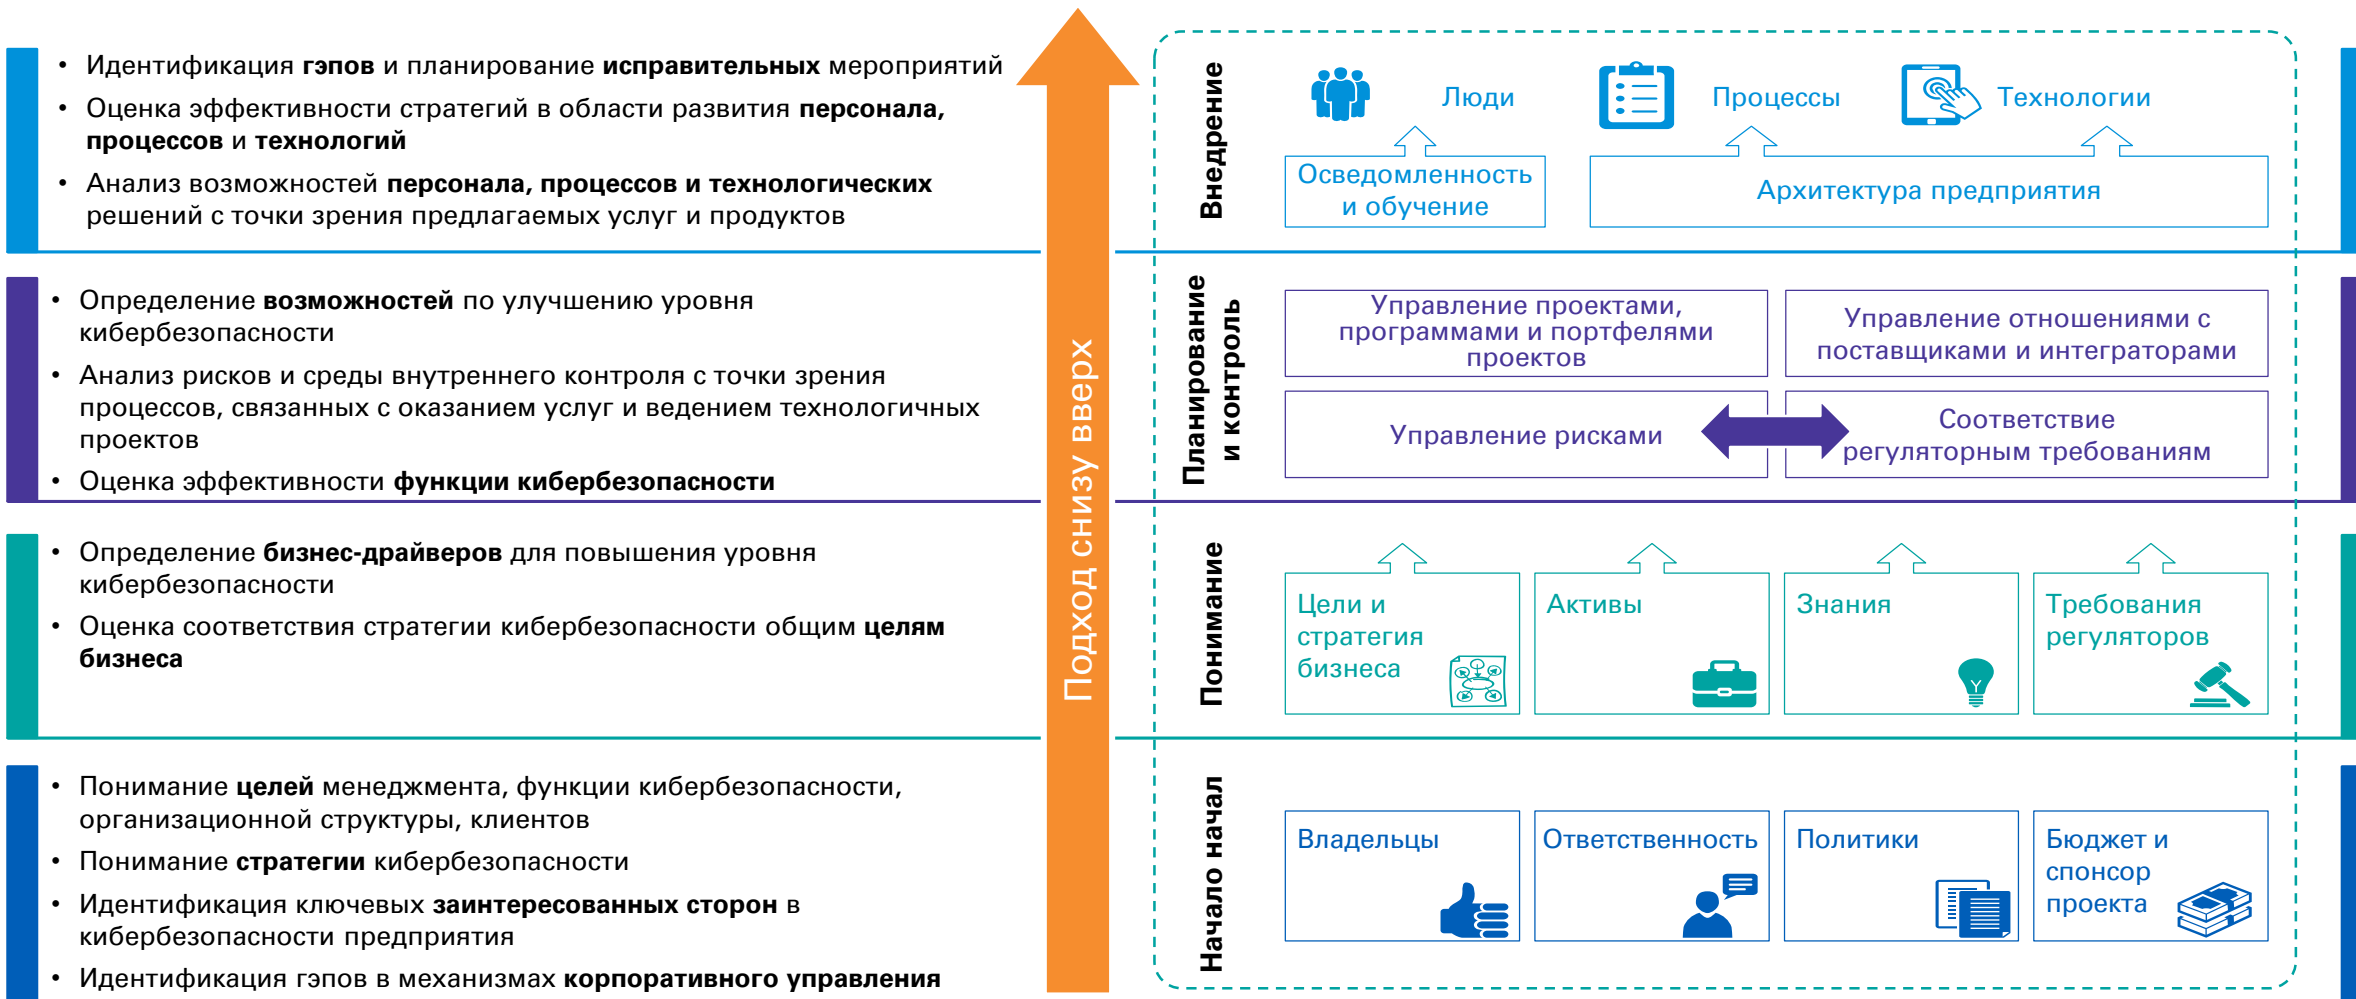 • Идентификация гэпов и планирование исправительных мероприятий
• Оценка эффективности стратегий в области развития персонала,
процессов и технологий
• Анализ возможностей персонала, процессов и технологических
решений с точки зрения предлагаемых услуг и продуктов
• Определение возможностей по улучшению уровня
кибербезопасности
• Анализ рисков и среды внутреннего контроля с точки зрения
процессов, связанных с оказанием услуг и ведением технологичных
проектов
• Оценка эффективности функции кибербезопасности
• Определение бизнес-драйверов для повышения уровня
кибербезопасности
• Оценка соответствия стратегии кибербезопасности общим целям
бизнеса
• Понимание целей менеджмента, функции кибербезопасности,
организационной структуры, клиентов
• Понимание стратегии кибербезопасности
• Идентификация ключевых заинтересованных сторон в
кибербезопасности предприятия
• Идентификация гэпов в механизмах корпоративного управления
Подход снизу вверх
Внедрение
Люди
Процессы
Технологии
Осведомленность
и обучение
Архитектура предприятия
Планирование
и контроль
Управление проектами,
программами и портфелями
проектов
Управление отношениями с
поставщиками и интеграторами
Управление рисками
Соответствие
регуляторным требованиям
Понимание
Цели и
стратегия
бизнеса
Активы
Знания
Требования
регуляторов
Начало начал
Владельцы
Ответственность
Политики
Бюджет и
спонсор
проекта